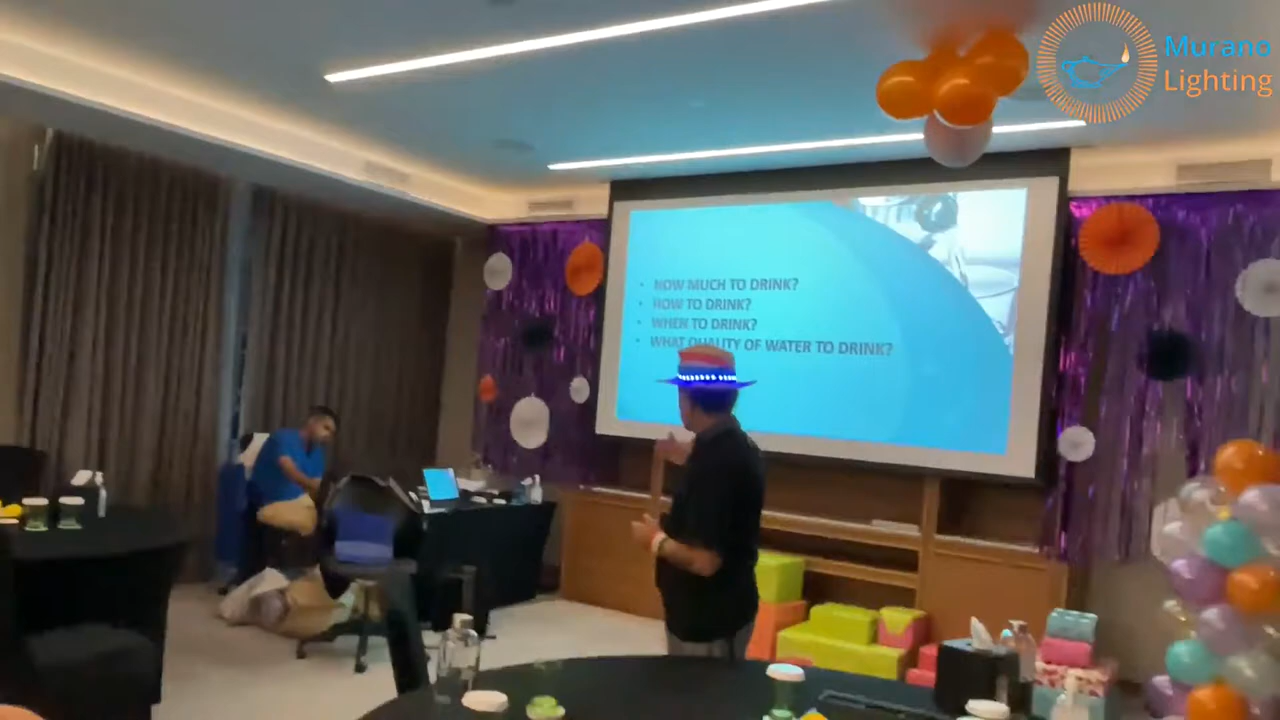 Murano
Lighting
• HOW MUCH TO DRINK?
• HOW TO DRINK?
• WHEN TO DRINK?
• WHAT QUALITY OF WATER TO DRINK?